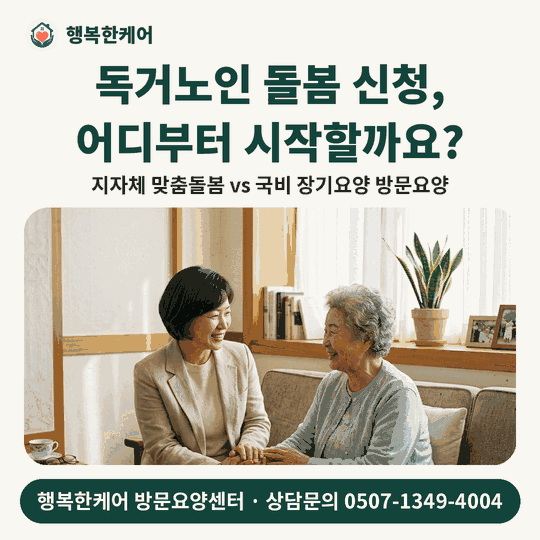 행복한케어
독거노인 돌봄 신청,
어디부터 시작할까요?
지자체 맞춤돌봄 vs 국비 장기요양 방문요양
행복한케어 방문요양센터 · 상담문의 0507-1349-4004